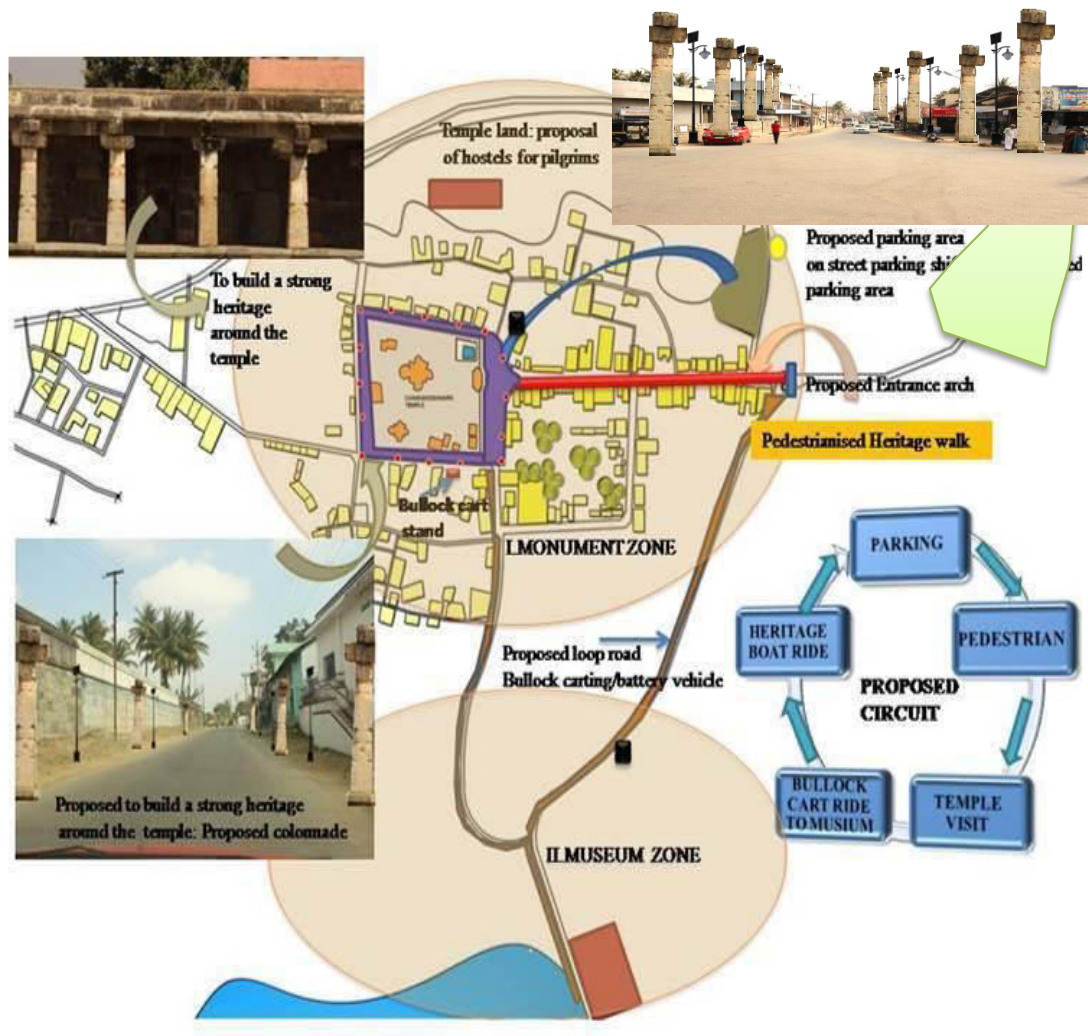 Temple land: proposal
of hostels for pilgrims
Proposed parking area
on street parking
parking area
To build a strong
heritage
around the
temple
Proposed Entrance arch
Pedestrianised Heritage walk
Bullock cart
stand
I.MONUMENT ZONE
PARKING
HERITAGE
BOAT RIDE
PEDESTRIAN
Proposed loop road
Bullock carting/battery vehicle
PROPOSED
CIRCUIT
BULLOCK
CART RIDE
TO MUSIUM
TEMPLE
VISIT
Proposed to build a strong heritage
around the temple: Proposed colonnade
II.MUSEUM ZONE